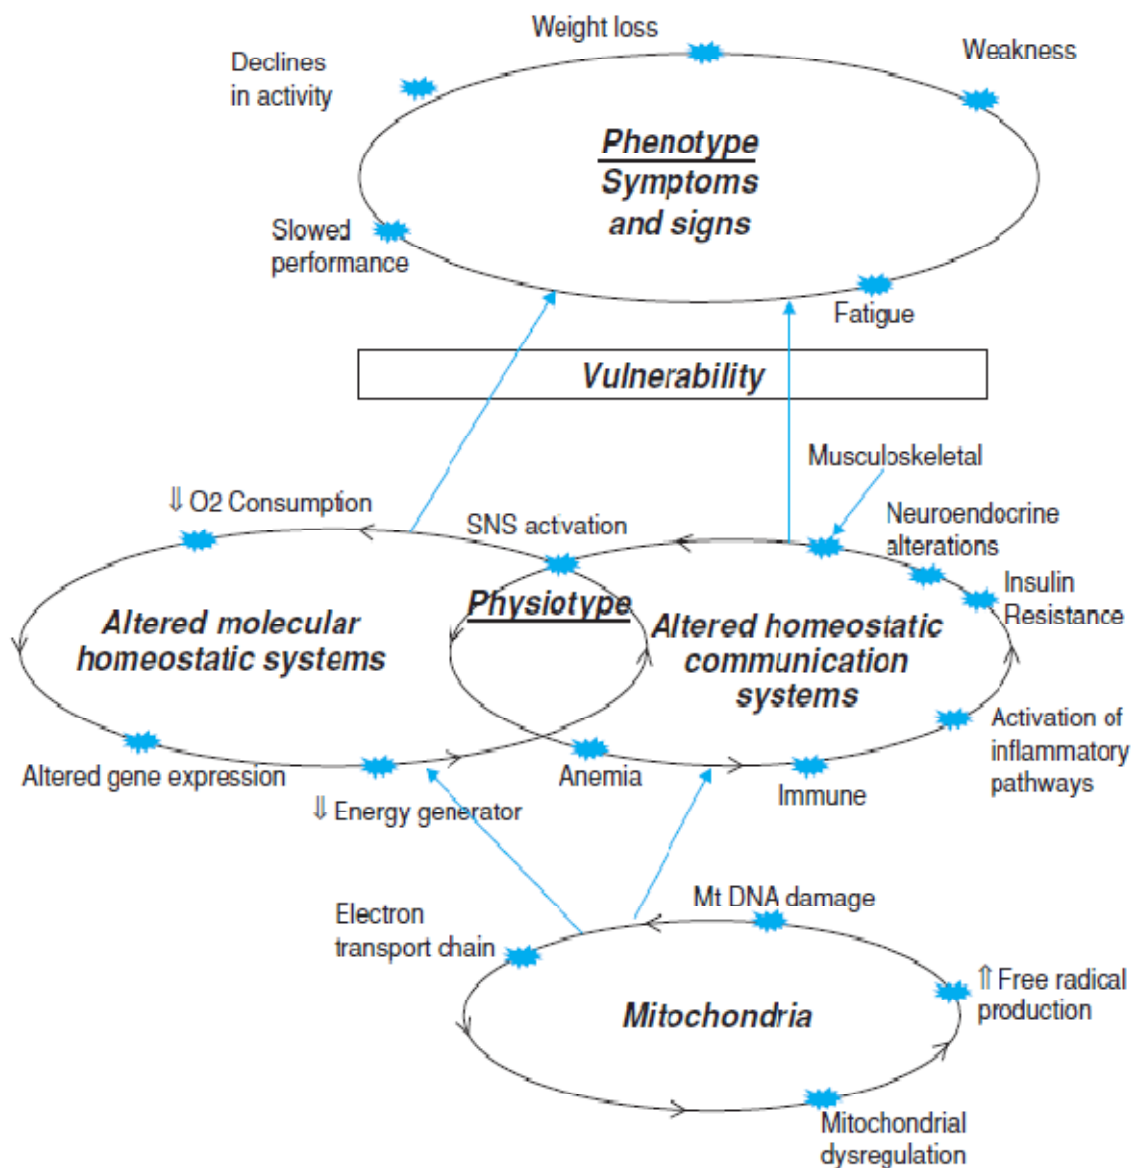 Weight loss
Weakness
Declines
in activity
Phenotype
Symptoms
and signs
Slowed
performance
Fatigue
Vulnerability
Musculoskeletal
⇓ O2 Consumption
SNS activation
Neuroendocrine
alterations
Insulin
Resistance
Physiotype
Altered molecular
homeostatic systems
Altered homeostatic
communication
systems
Activation of
inflammatory
pathways
Altered gene expression
Anemia
Immune
⇓ Energy generator
Mt DNA damage
Electron
transport chain
⇑ Free radical
production
Mitochondria
Mitochondrial
dysregulation